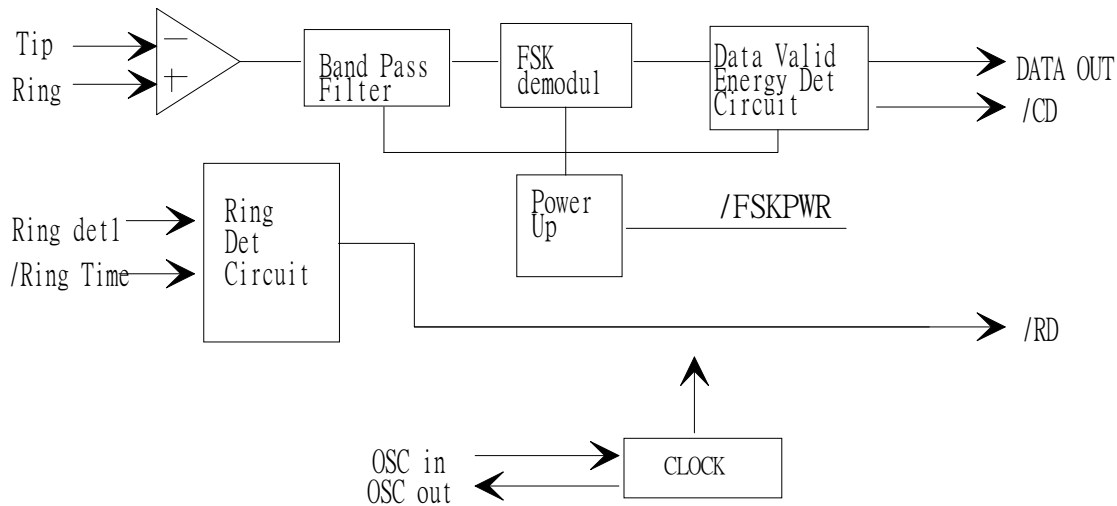 Tip
Ring
−
+
Band Pass
Filter
FSK
demodul
Data Valid
Energy Det
Circuit
DATA OUT
/CD
Ring det1
/Ring Time
Ring
Det
Circuit
Power
Up
/FSKPWR
/RD
OSC in
OSC out
CLOCK